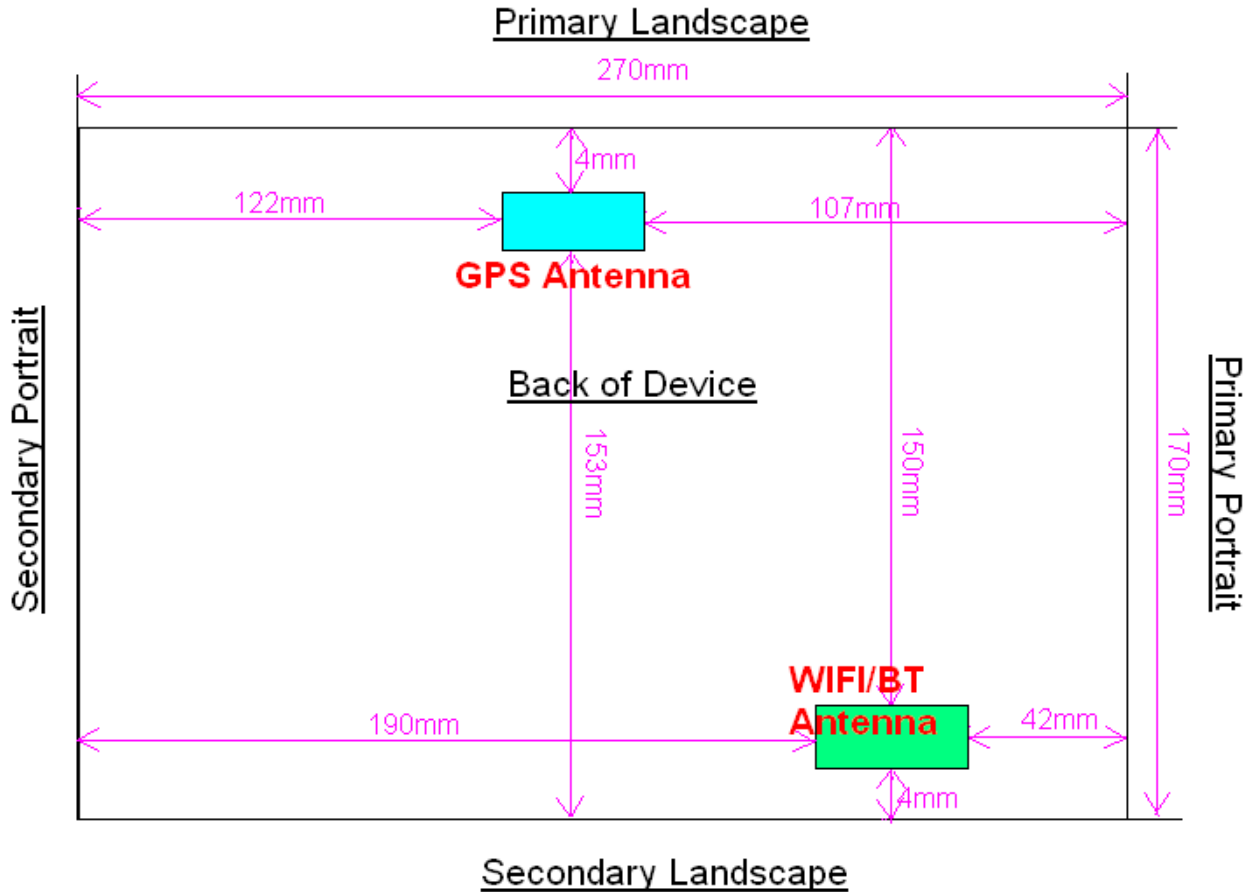 Primary Landscape
270mm
4mm
122mm
107mm
GPS Antenna
Back of Device
Secondary Portrait
153mm
150mm
170mm
Primary Portrait
WIFI/BT
Antenna
190mm
42mm
4mm
Secondary Landscape